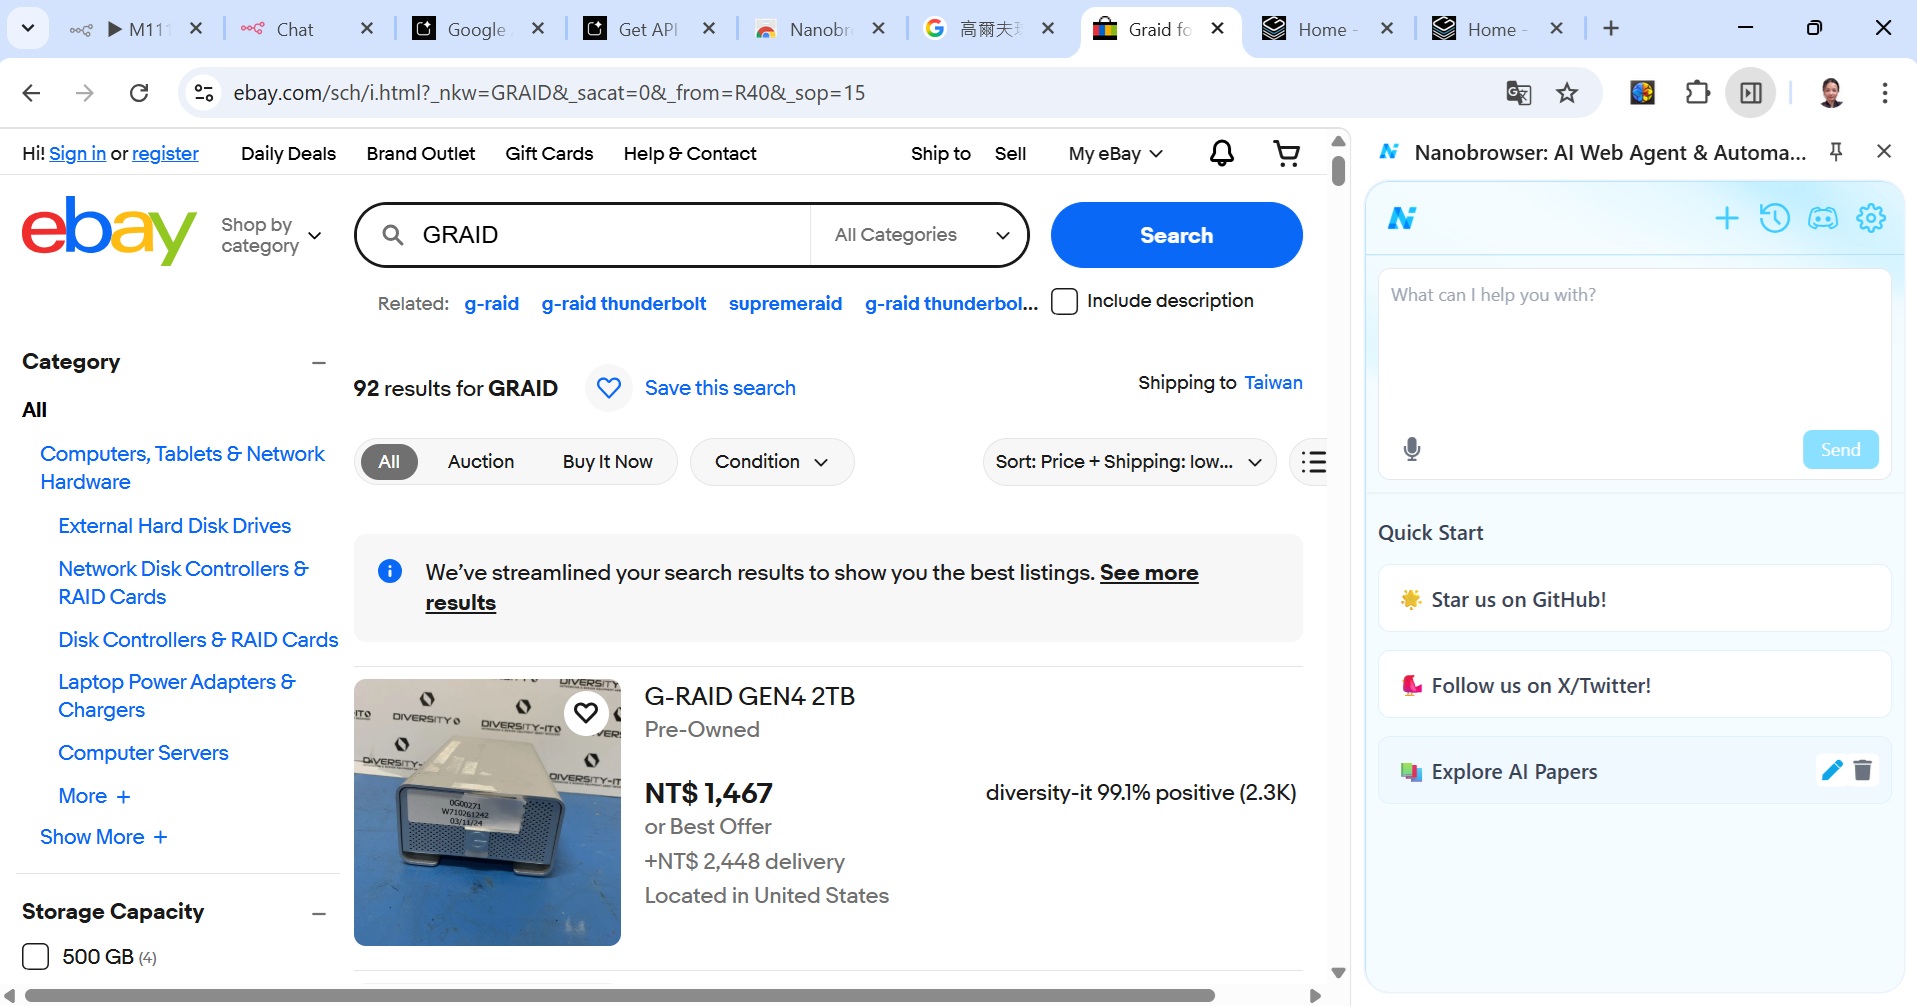 M111
Chat
Google
Get API
Nanobr
高爾夫
Graid fo
Home -
Home -
ebay.com/sch/i.html?_nkw=GRAID&_sacat=0&_from=R40&_sop=15
Hi! Sign in or register
Daily Deals
Brand Outlet
Gift Cards
Help & Contact
Ship to
Sell
My eBay
ebay
Shop by
category
GRAID
All Categories
Search
Related: g-raid g-raid thunderbolt supremeraid g-raid thunderbol...
Include description
Category
All
Computers, Tablets & Network
Hardware
External Hard Disk Drives
Network Disk Controllers &
RAID Cards
Disk Controllers & RAID Cards
Laptop Power Adapters &
Chargers
Computer Servers
More +
Show More +
Storage Capacity
500 GB (4)
92 results for GRAID
Save this search
Shipping to Taiwan
All
Auction
Buy It Now
Condition
Sort: Price + Shipping: low...
We've streamlined your search results to show you the best listings. See more
results
DIVERSITY-IT
DIVERSITY
DIVERSITY-IT
DIVERSITY-IT
DIVERSITY-IT
0G00271
W710261242
03/11/24
G-RAID GEN4 2TB
Pre-Owned
NT$ 1,467
or Best Offer
+NT$ 2,448 delivery
Located in United States
diversity-it 99.1% positive (2.3K)
Nanobrowser: AI Web Agent & Automa...
What can I help you with?
Send
Quick Start
🌟 Star us on GitHub!
Follow us on X/Twitter!
📚 Explore AI Papers